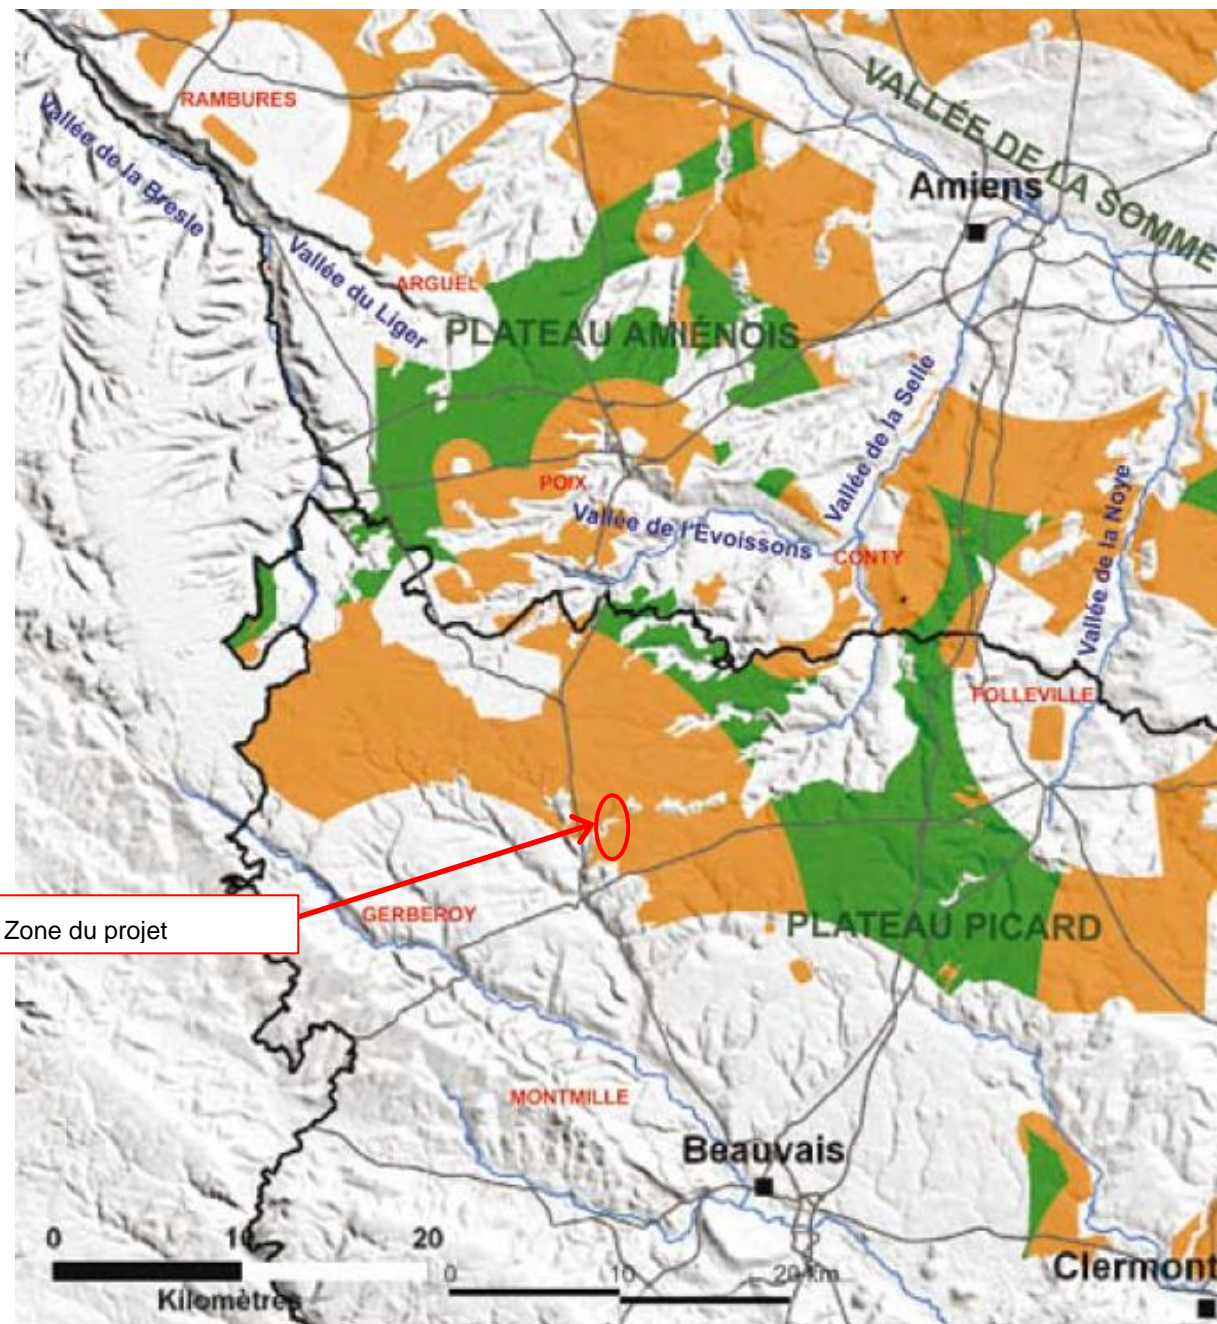 RAMBURES
Vallée de la Bresle
VALLÉE DE LA SOMME
Amiens
Vallée du Liger
ARGUEL
PLATEAU AMIÉNOIS
Vallée de la Selle
POIX
Vallée de l'Evoissons
CONTY
Vallée de la Noye
FOLLEVILLE
Zone du projet
GERBEROY
PLATEAU PICARD
MONTMILLE
Beauvais
0 10 20
Kilomètres
0 10 20 km
Clermont